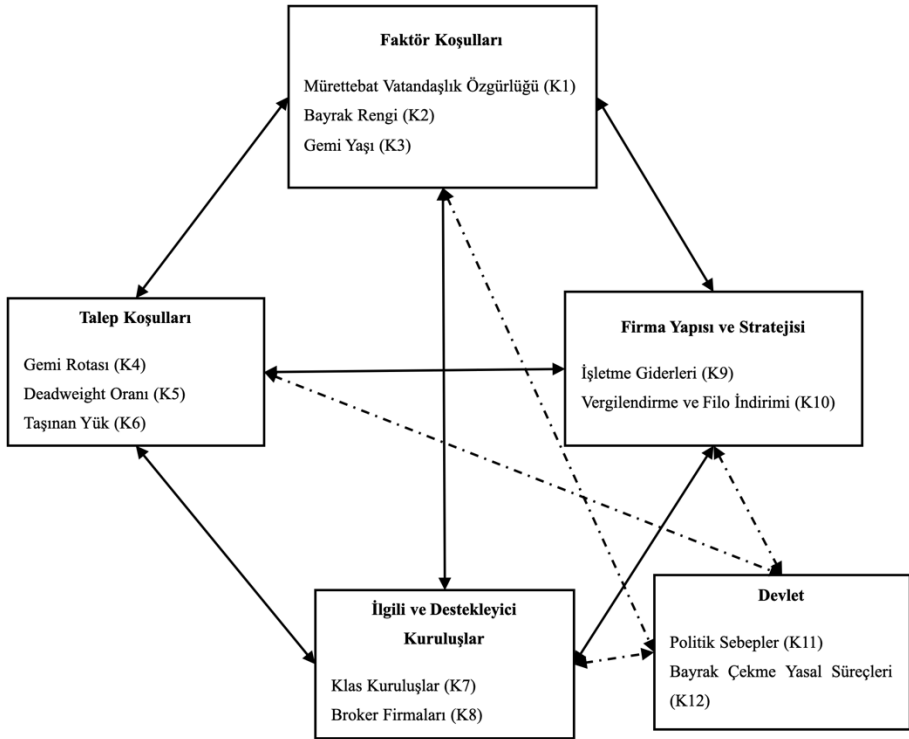 Faktör Koşulları
Mürettebat Vatandaşlık Özgürlüğü (K1)
Bayrak Rengi (K2)
Gemi Yaşı (K3)
Talep Koşulları
Gemi Rotası (K4)
Deadweight Oranı (K5)
Taşınan Yük (K6)
Firma Yapısı ve Stratejisi
İşletme Giderleri (K9)
Vergilendirme ve Filo İndirimi (K10)
İlgili ve Destekleyici
Kuruluşlar
Klas Kuruluşlar (K7)
Broker Firmaları (K8)
Devlet
Politik Sebepler (K11)
Bayrak Çekme Yasal Süreçleri
(K12)